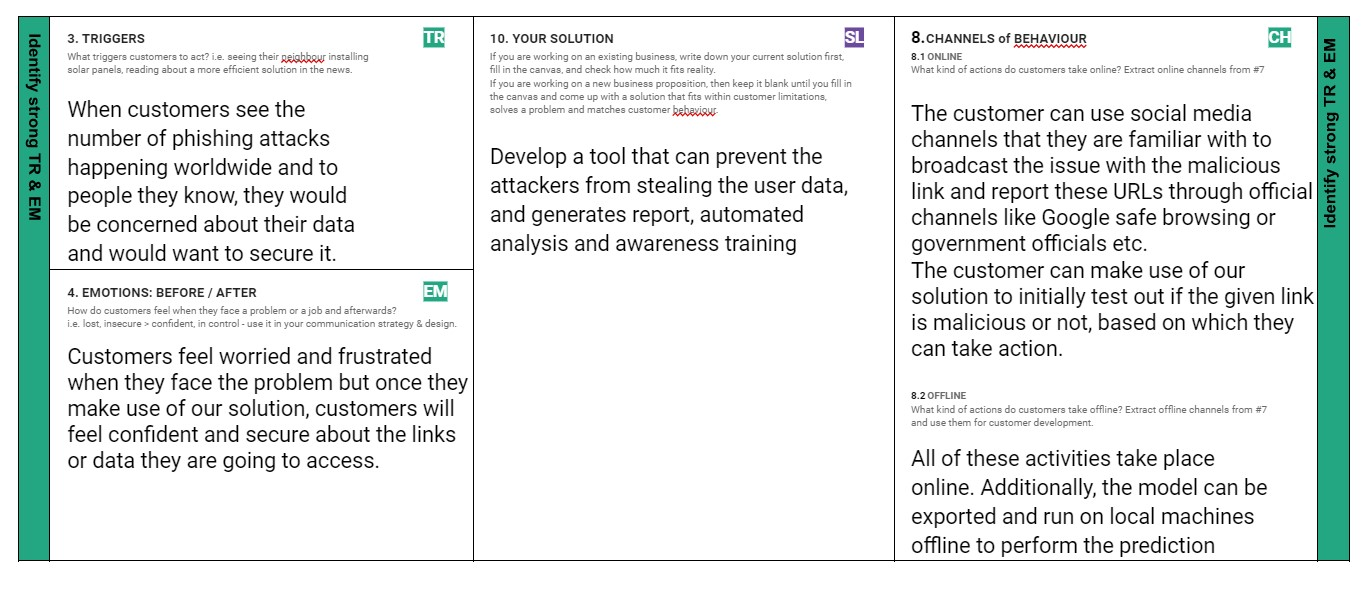 Identify strong TR & EM
3. TRIGGERS
TR
What triggers customers to act? i.e. seeing their neighbour installing
solar panels, reading about a more efficient solution in the news.
When customers see the
number of phishing attacks
happening worldwide and to
people they know, they would
be concerned about their data
and would want to secure it.
4. EMOTIONS: BEFORE / AFTER
EM
How do customers feel when they face a problem or a job and afterwards?
i.e. lost, insecure > confident, in control - use it in your communication strategy & design.
Customers feel worried and frustrated
when they face the problem but once they
make use of our solution, customers will
feel confident and secure about the links
or data they are going to access.
10. YOUR SOLUTION
SL
If you are working on an existing business, write down your current solution first,
fill in the canvas, and check how much it fits reality.
If you are working on a new business proposition, then keep it blank until you fill in
the canvas and come up with a solution that fits within customer limitations,
solves a problem and matches customer behaviour.
Develop a tool that can prevent the
attackers from stealing the user data,
and generates report, automated
analysis and awareness training
8.CHANNELS of BEHAVIOUR
CH
8.1 ONLINE
What kind of actions do customers take online? Extract online channels from #7
The customer can use social media
channels that they are familiar with to
broadcast the issue with the malicious
link and report these URLs through official
channels like Google safe browsing or
government officials etc.
The customer can make use of our
solution to initially test out if the given link
is malicious or not, based on which they
can take action.
8.2 OFFLINE
What kind of actions do customers take offline? Extract offline channels from #7
and use them for customer development.
All of these activities take place
online. Additionally, the model can be
exported and run on local machines
offline to perform the prediction
Identify strong TR & EM